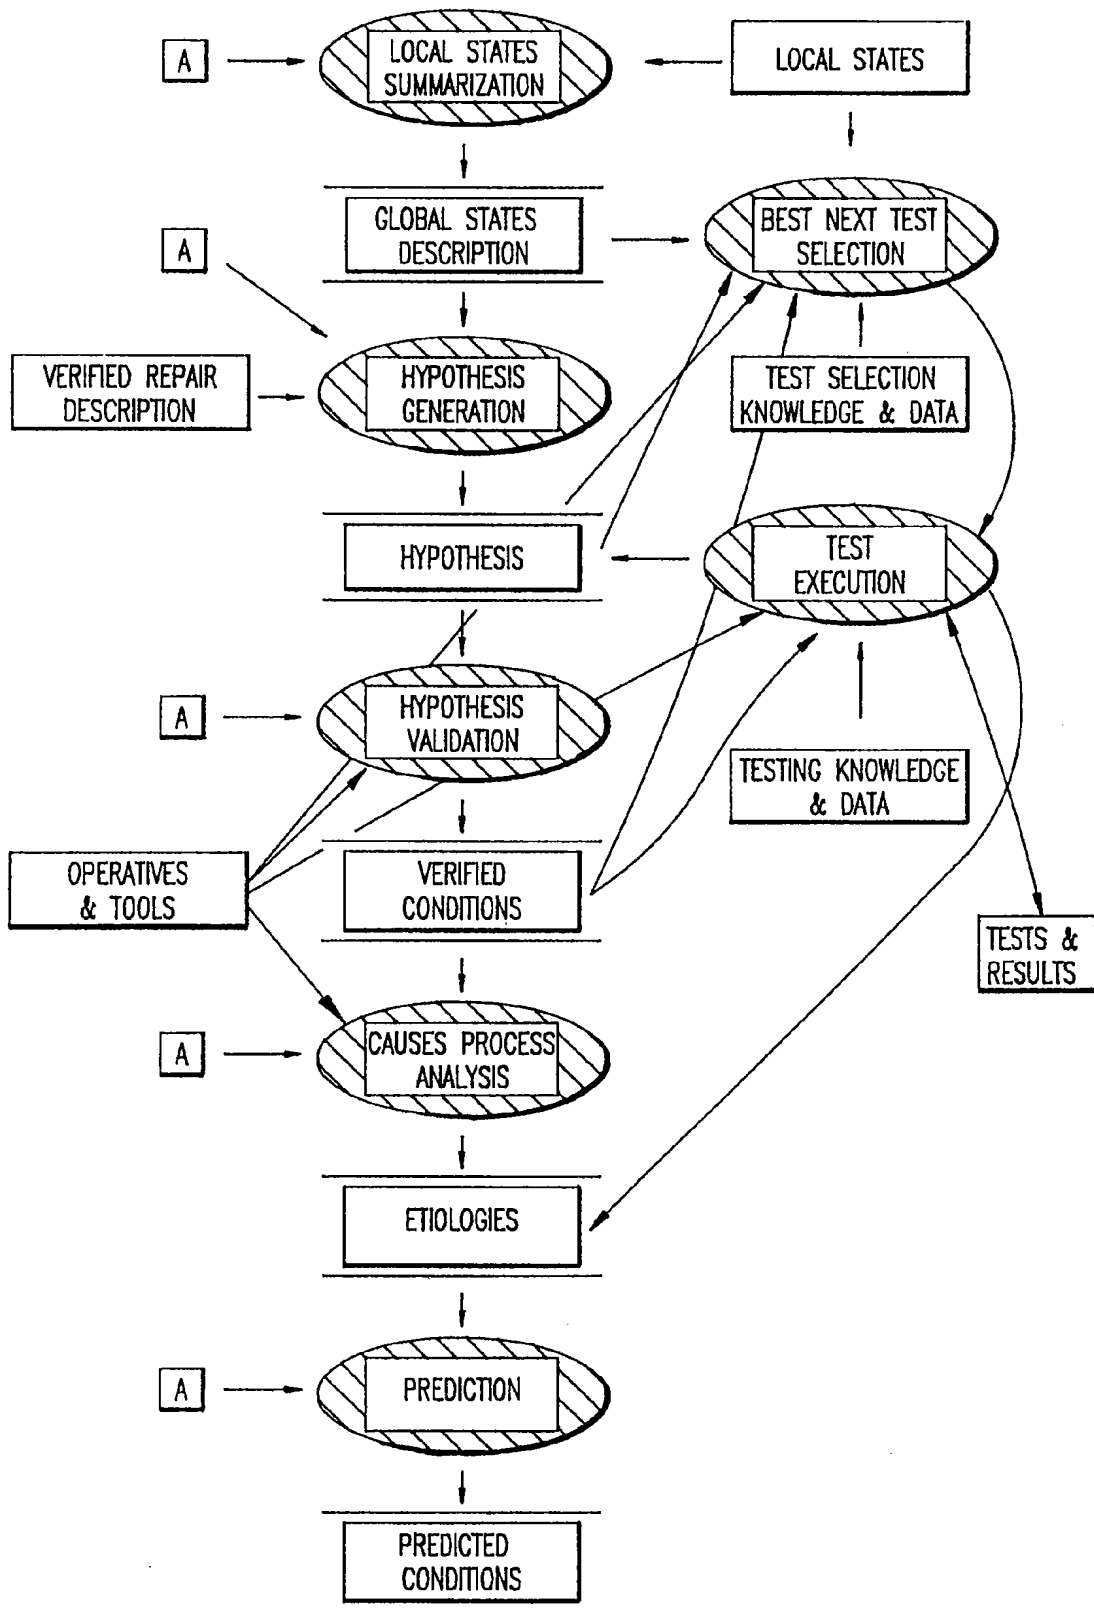 A
LOCAL STATES
SUMMARIZATION
LOCAL STATES
GLOBAL STATES
DESCRIPTION
BEST NEXT TEST
SELECTION
A
VERIFIED REPAIR
DESCRIPTION
HYPOTHESIS
GENERATION
TEST SELECTION
KNOWLEDGE & DATA
HYPOTHESIS
TEST
EXECUTION
A
HYPOTHESIS
VALIDATION
TESTING KNOWLEDGE
& DATA
OPERATIVES
& TOOLS
VERIFIED
CONDITIONS
TESTS &
RESULTS
A
CAUSES PROCESS
ANALYSIS
ETIOLOGIES
A
PREDICTION
PREDICTED
CONDITIONS